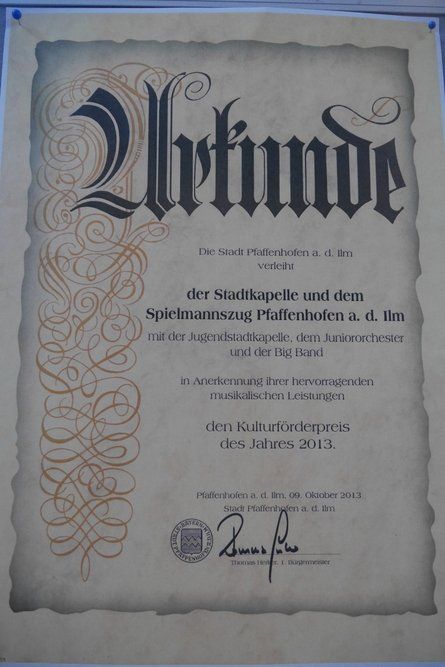 Urkunde
Die Stadt Pfaffenhofen a. d. Ilm
verleiht
der Stadtkapelle und dem
Spielmannszug Pfaffenhofen a. d. Ilm
mit der Jugendstadtkapelle, dem Juniororchester
und der Big Band
in Anerkennung ihrer hervorragenden
musikalischen Leistungen
den Kulturförderpreis
des Jahres 2013.
Pfaffenhofen a. d. Ilm, 09. Oktober 2013
Stadt Pfaffenhofen a. d. Ilm
Thomas Herker, 1. Bürgermeister